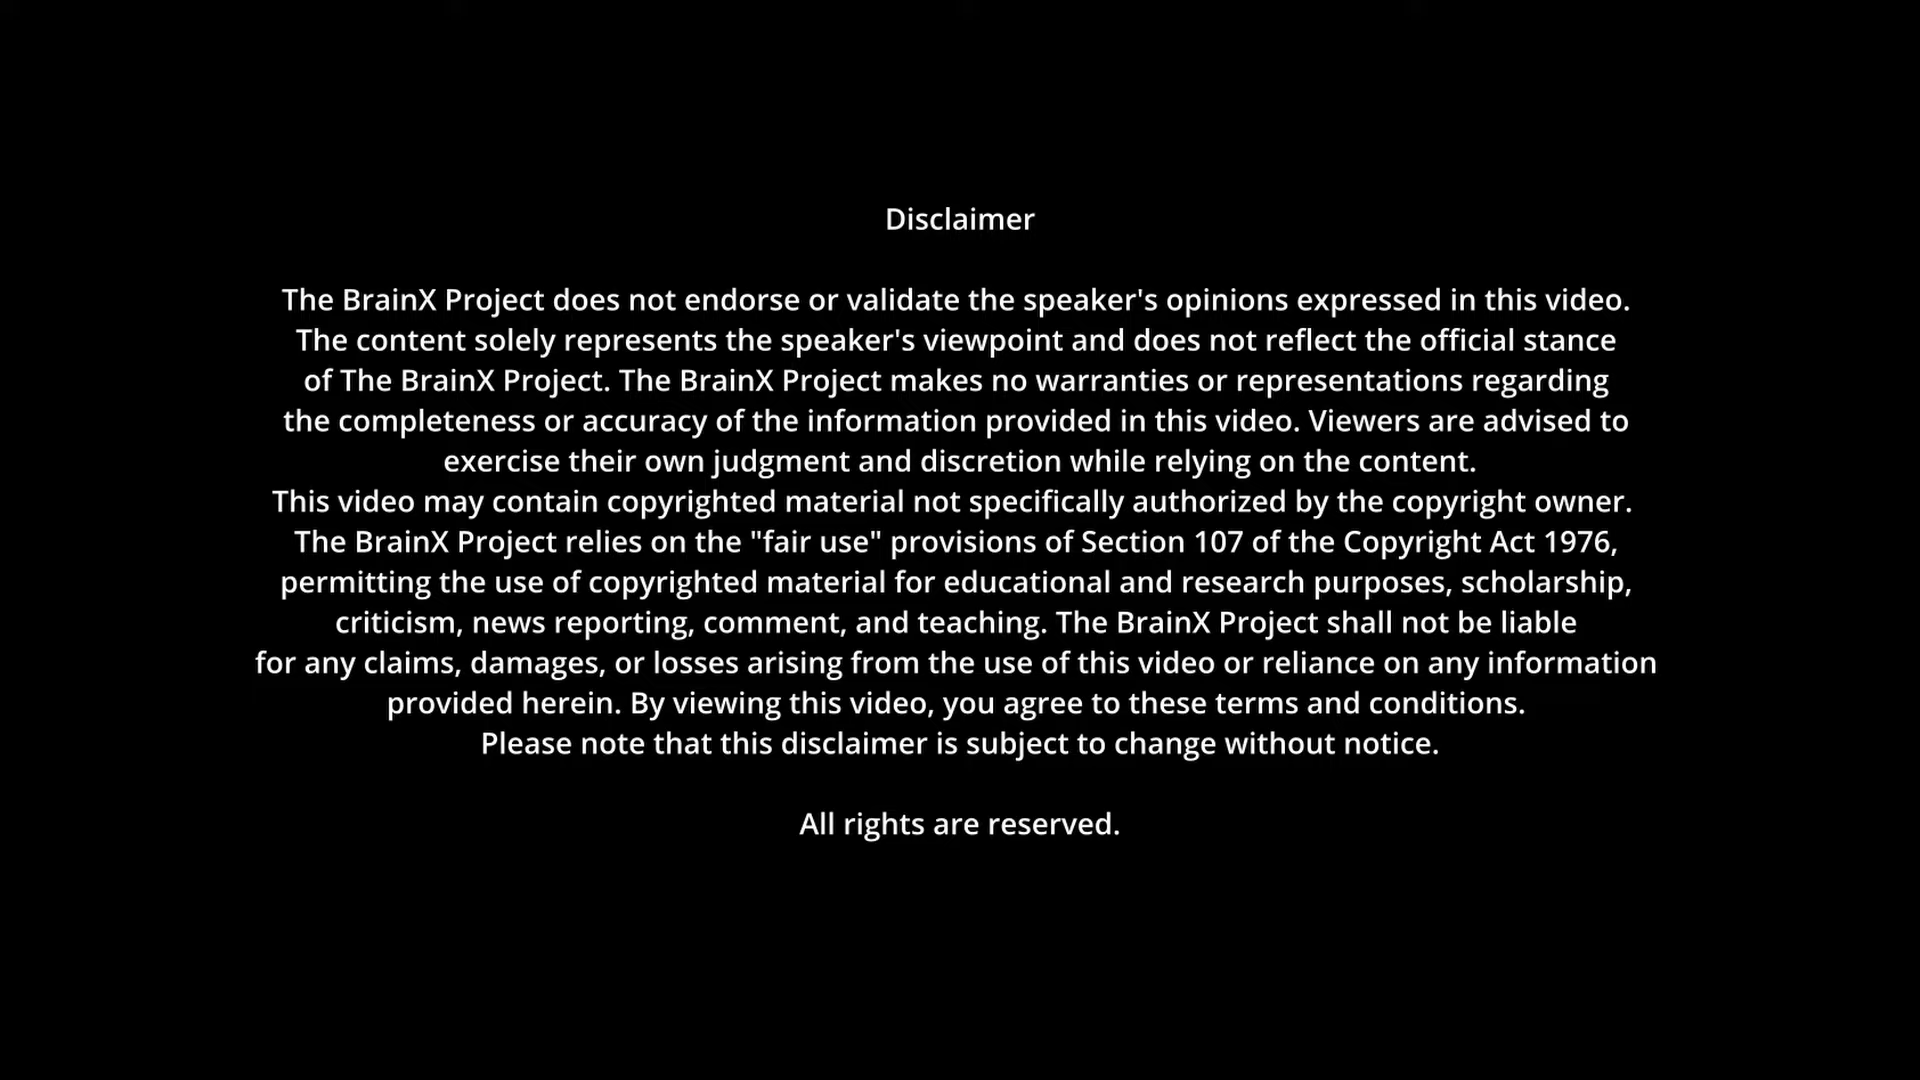 Disclaimer
The BrainX Project does not endorse or validate the speaker's opinions expressed in this video.
The content solely represents the speaker's viewpoint and does not reflect the official stance
of The BrainX Project. The BrainX Project makes no warranties or representations regarding
the completeness or accuracy of the information provided in this video. Viewers are advised to
exercise their own judgment and discretion while relying on the content.
This video may contain copyrighted material not specifically authorized by the copyright owner.
The BrainX Project relies on the "fair use" provisions of Section 107 of the Copyright Act 1976,
permitting the use of copyrighted material for educational and research purposes, scholarship,
criticism, news reporting, comment, and teaching. The BrainX Project shall not be liable
for any claims, damages, or losses arising from the use of this video or reliance on any information
provided herein. By viewing this video, you agree to these terms and conditions.
Please note that this disclaimer is subject to change without notice.
All rights are reserved.